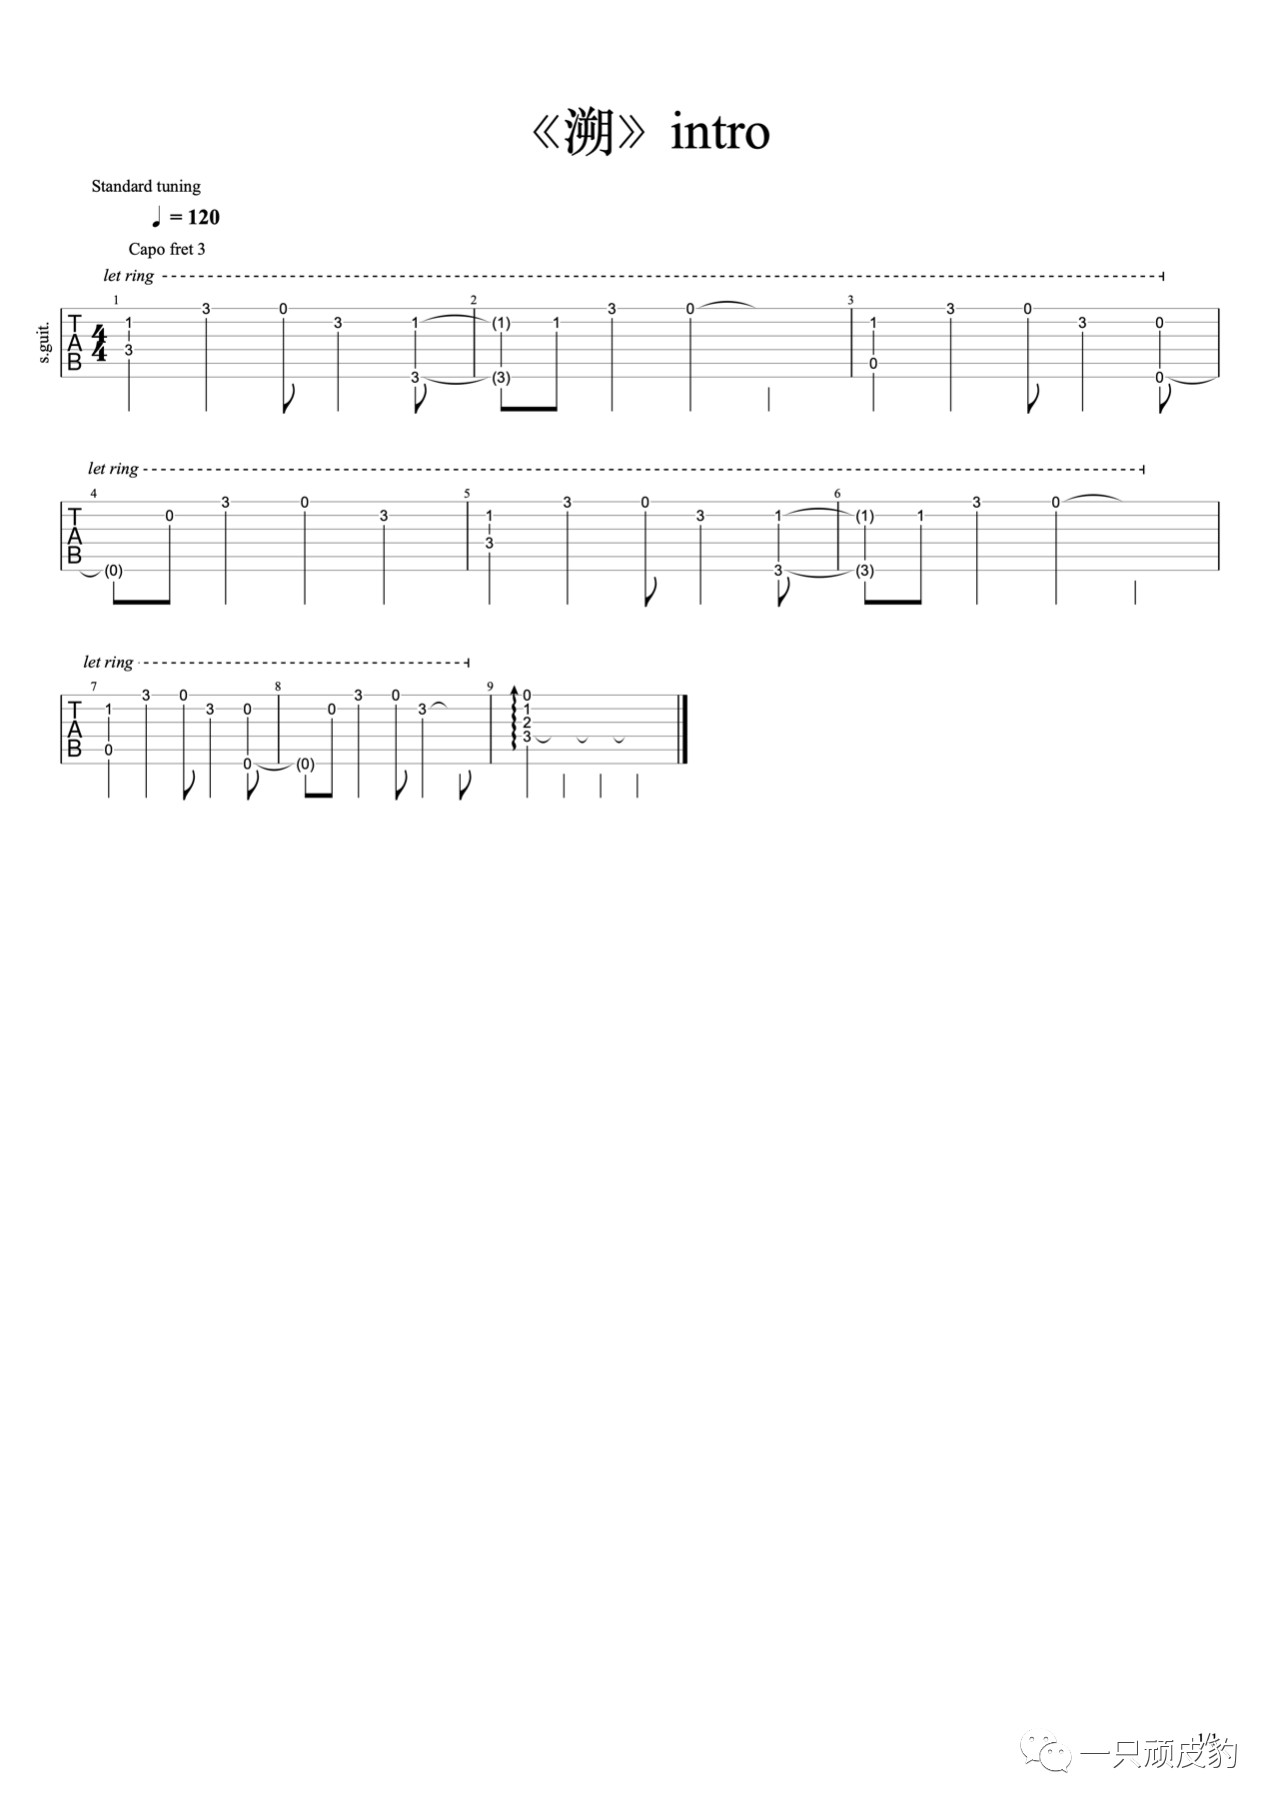 《溯》 intro
Standard tuning
♩ = 120
Capo fret 3
let ring
1 2 3
s.guit.
T A B
4 4
3 0 0 3 0 3 0
1 3 1 (1) 1 1 3 0
3
0
3 (3) 0
let ring
4 5 6
T A B
3 0 3 0 3 0
0 3 1 3 1 (1) 1
3
(0) 3 (3)
let ring
7 8 9
T A B
3 0 3 0 0
1 3 0 0 3 1
2
3
0
0 (0)
1/1
一只顽皮豹